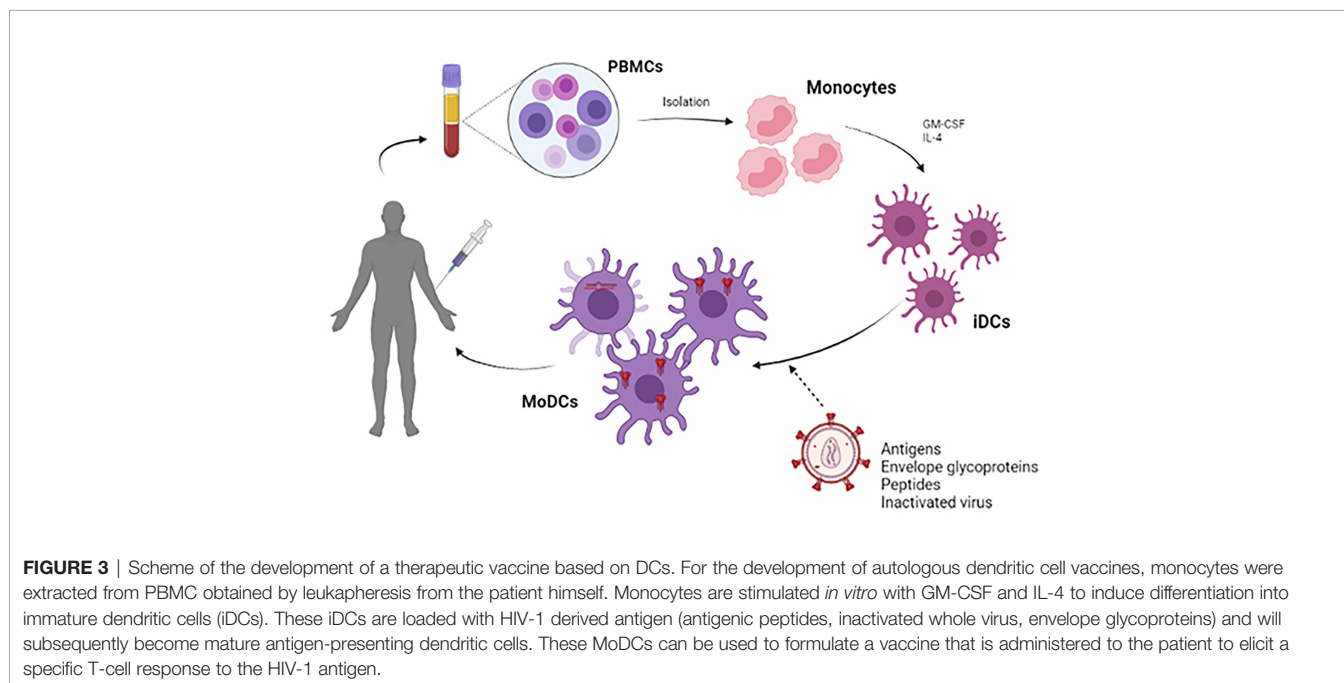 PBMCs
Isolation
Monocytes
GM-CSF
IL-4
iDCs
MoDCs
Antigens
Envelope glycoproteins
Peptides
Inactivated virus
FIGURE 3 | Scheme of the development of a therapeutic vaccine based on DCs. For the development of autologous dendritic cell vaccines, monocytes were
extracted from PBMC obtained by leukapheresis from the patient himself. Monocytes are stimulated in vitro with GM-CSF and IL-4 to induce differentiation into
immature dendritic cells (iDCs). These iDCs are loaded with HIV-1 derived antigen (antigenic peptides, inactivated whole virus, envelope glycoproteins) and will
subsequently become mature antigen-presenting dendritic cells. These MoDCs can be used to formulate a vaccine that is administered to the patient to elicit a
specific T-cell response to the HIV-1 antigen.